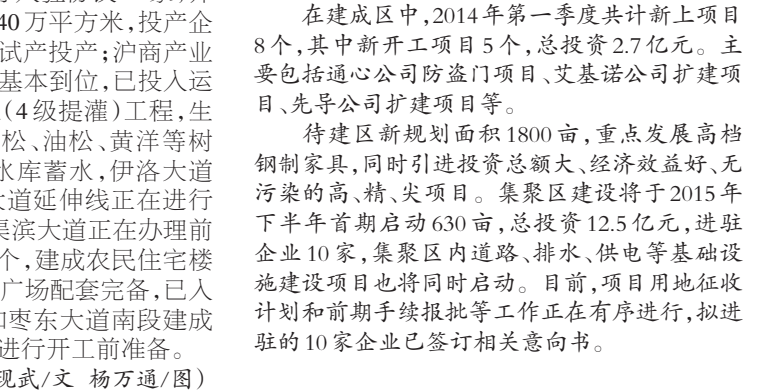 40万平方米，投产企
试产投产；沪商产业
基本到位，已投入运
（4级提灌）工程，生
松、油松、黄洋等树
水库蓄水，伊洛大道
大道延伸线正在进行
滨大道正在办理前
个，建成农民住宅楼
广场配套完备，已入
枣东大道南段建成
进行开工前准备。
现武/文 杨万通/图）
在建成区中，2014年第一季度共计新上项目
8个，其中新开工项目5个，总投资2.7亿元。主
要包括通心公司防盗门项目、艾基诺公司扩建项
目、先导公司扩建项目等。
待建区新规划面积1800亩，重点发展高档
钢制家具，同时引进投资总额大、经济效益好、无
污染的高、精、尖项目。集聚区建设将于2015年
下半年首期启动630亩，总投资12.5亿元，进驻
企业10家，集聚区内道路、排水、供电等基础设
施建设项目也将同时启动。目前，项目用地征收
计划和前期手续报批等工作正在有序进行，拟进
驻的10家企业已签订相关意向书。